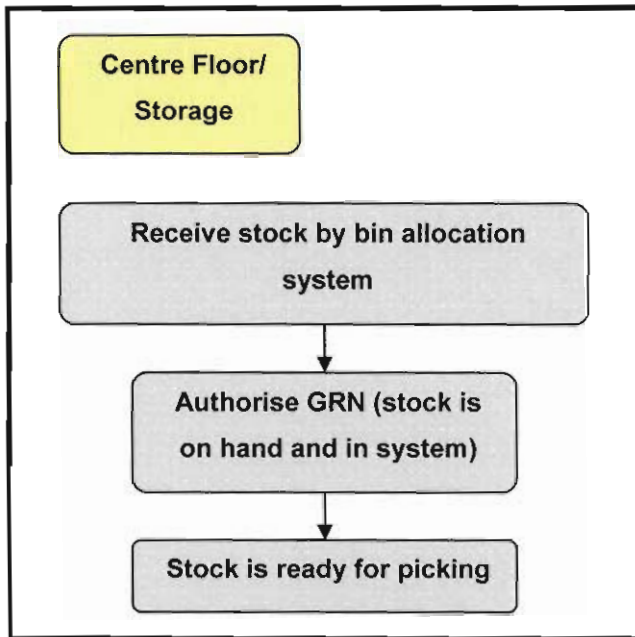 Centre Floor/
Storage
Receive stock by bin allocation
system
Authorise GRN (stock is
on hand and in system)
Stock is ready for picking